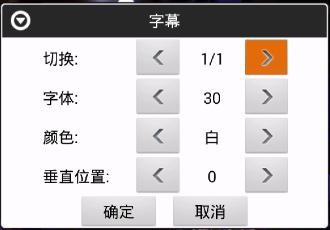 字幕
切换: 1/1
字体: 30
颜色: 白
垂直位置: 0
确定 取消